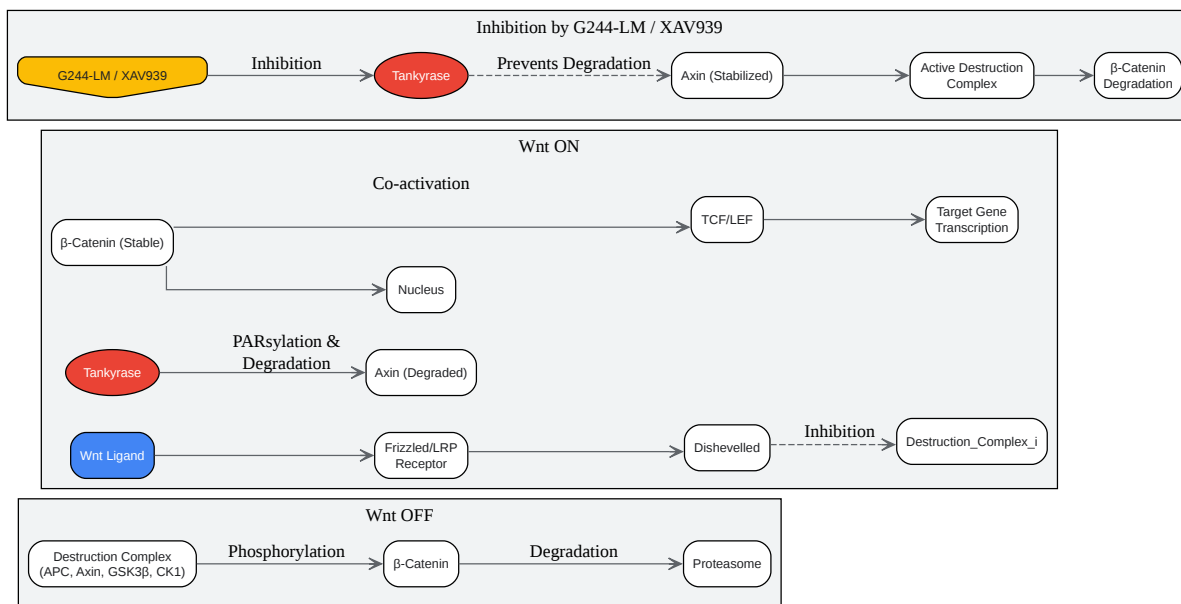 Inhibition by G244-LM / XAV939
G244-LM / XAV939
Inhibition
Tankyrase
Prevents Degradation
Axin (Stabilized)
Active Destruction
Complex
β-Catenin
Degradation
Wnt ON
Co-activation
β-Catenin (Stable)
TCF/LEF
Target Gene
Transcription
Nucleus
Tankyrase
PARsylation &
Degradation
Axin (Degraded)
Wnt Ligand
Frizzled/LRP
Receptor
Dishevelled
Inhibition
Destruction_Complex_i
Wnt OFF
Destruction Complex
(APC, Axin, GSK3β, CK1)
Phosphorylation
β-Catenin
Degradation
Proteasome